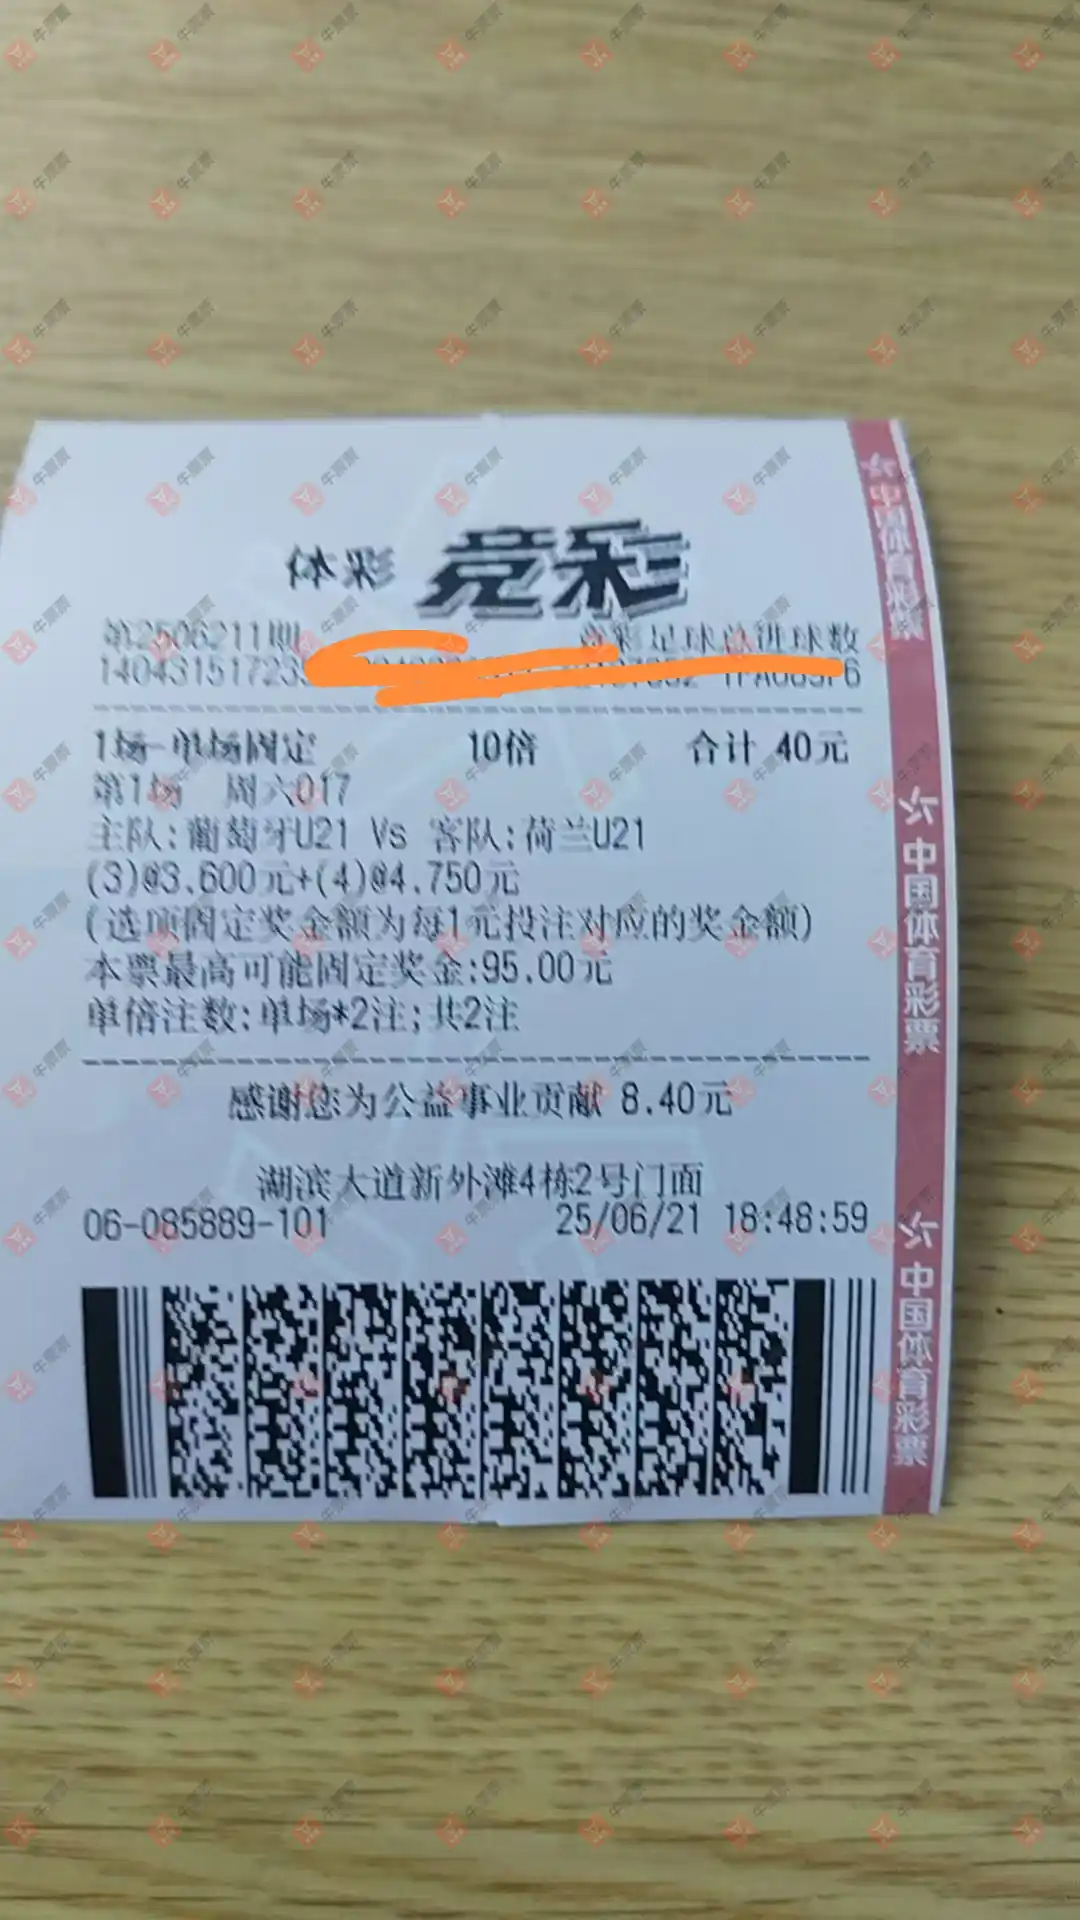 体彩 竞彩
第2506211期 竞彩足球总进球数
1404315172
1场-单场固定 10倍 合计 40元
第1场 周六017
主队:葡萄牙U21 Vs 客队:荷兰U21
(3)@3.600元+(4)@4.750元
(选项固定奖金额为每1元投注对应的奖金额)
本票最高可能固定奖金:95.00元
单倍注数:单场*2注;共2注
感谢您为公益事业贡献 8.40元
湖滨大道新外滩4栋2号门面
06-085889-101 25/06/21 18:48:59
中国体育彩票
中国体育彩票
中国体育彩票